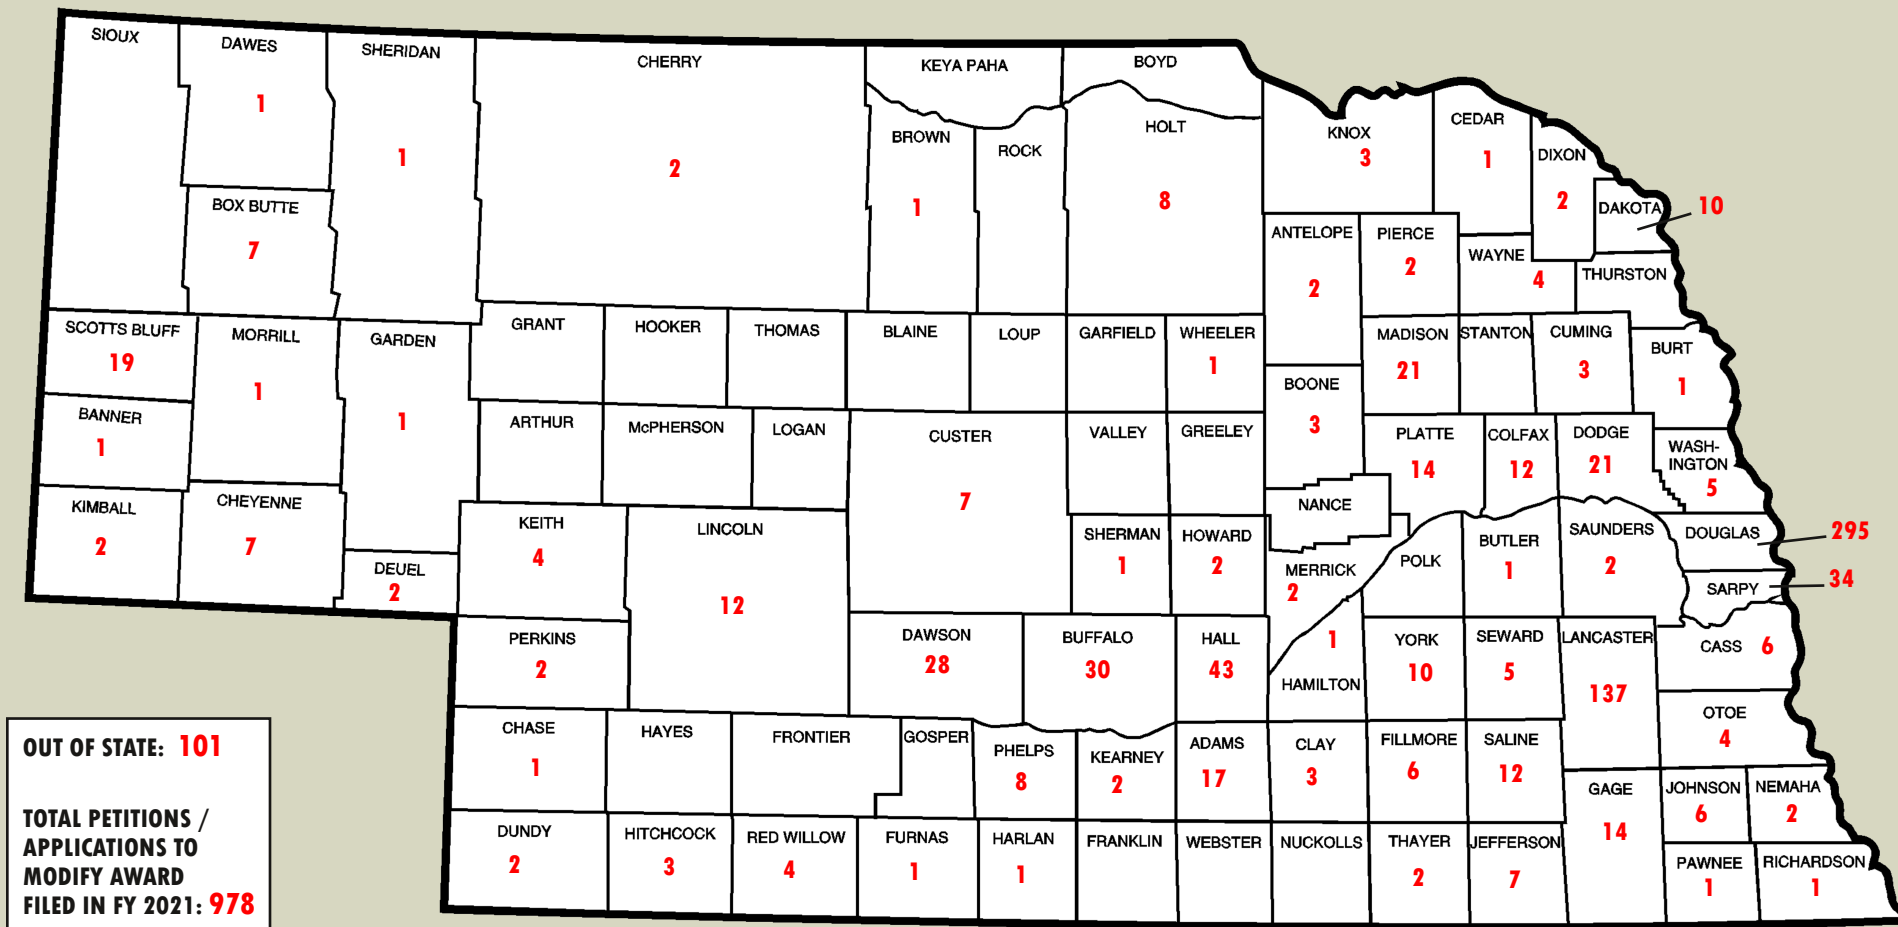 SIOUX
DAWES
1
SHERIDAN
1
CHERRY
2
KEYA PAHA
BOYD
BROWN
1
ROCK
HOLT
8
KNOX
3
CEDAR
1
DIXON
2
DAKOTA
10
BOX BUTTE
7
ANTELOPE
2
PIERCE
2
WAYNE
4
THURSTON
SCOTTS BLUFF
19
MORRILL
1
GARDEN
1
GRANT
HOOKER
THOMAS
BLAINE
LOUP
GARFIELD
WHEELER
1
MADISON
21
STANTON
CUMING
3
BURT
1
BANNER
1
BOONE
3
ARTHUR
McPHERSON
LOGAN
CUSTER
7
VALLEY
GREELEY
PLATTE
14
COLFAX
12
DODGE
21
WASH-
INGTON
5
KIMBALL
2
CHEYENNE
7
DEUEL
2
KEITH
4
LINCOLN
12
SHERMAN
1
HOWARD
2
NANCE
MERRICK
2
POLK
BUTLER
1
SAUNDERS
2
DOUGLAS
295
SARPY
34
PERKINS
2
DAWSON
28
BUFFALO
30
HALL
43
1
HAMILTON
YORK
10
SEWARD
5
LANCASTER
137
CASS 6
OTOE
4
CHASE
1
HAYES
FRONTIER
GOSPER
PHELPS
8
KEARNEY
2
ADAMS
17
CLAY
3
FILLMORE
6
SALINE
12
GAGE
14
JOHNSON
6
NEMAHA
2
DUNDY
2
HITCHCOCK
3
RED WILLOW
4
FURNAS
1
HARLAN
1
FRANKLIN
WEBSTER
NUCKOLLS
THAYER
2
JEFFERSON
7
PAWNEE
1
RICHARDSON
1
OUT OF STATE: 101
TOTAL PETITIONS /
APPLICATIONS TO
MODIFY AWARD
FILED IN FY 2021: 978